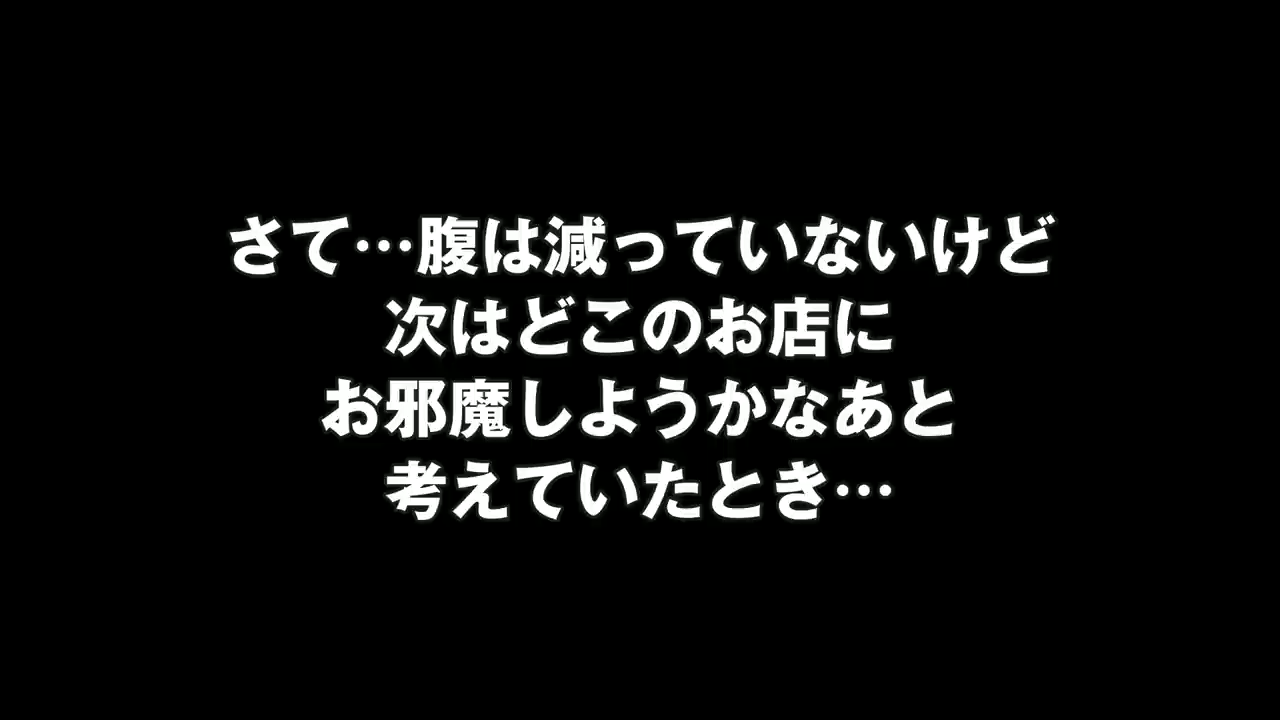 さて…腹は減っていないけど
次はどこのお店に
お邪魔しようかなあと
考えていたとき…